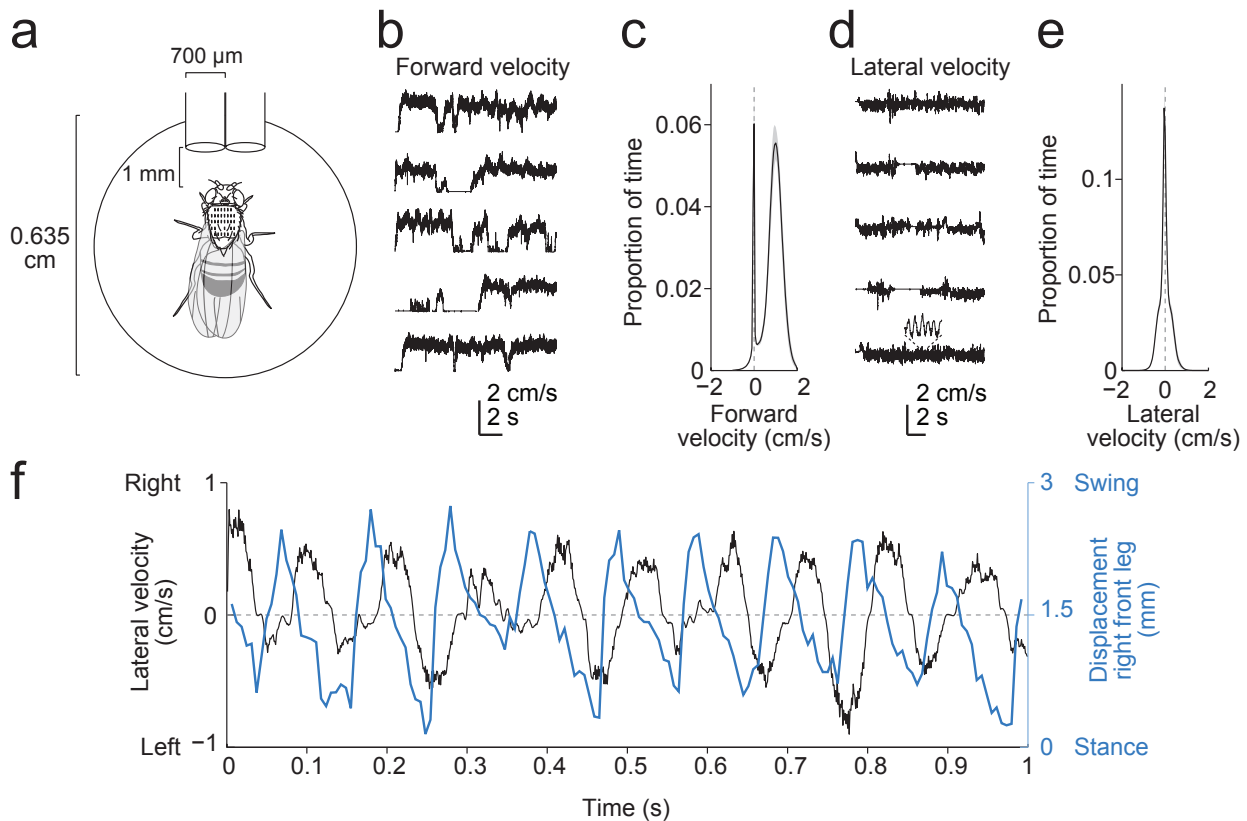 a
700 µm
1 mm
0.635
cm
b
Forward velocity
2 cm/s
2 s
c
Proportion of time
0.06
0.04
0.02
0
−2
0
2
Forward
velocity (cm/s)
d
Lateral velocity
2 cm/s
2 s
e
Proportion of time
0.1
0.05
0
−2
0
2
Lateral
velocity (cm/s)
f
Right
1
Lateral velocity
(cm/s)
0
Left
−1
0
0.1
0.2
0.3
0.4
0.5
0.6
0.7
0.8
0.9
1
Time (s)
3
Swing
1.5
Displacement
right front leg
(mm)
0
Stance